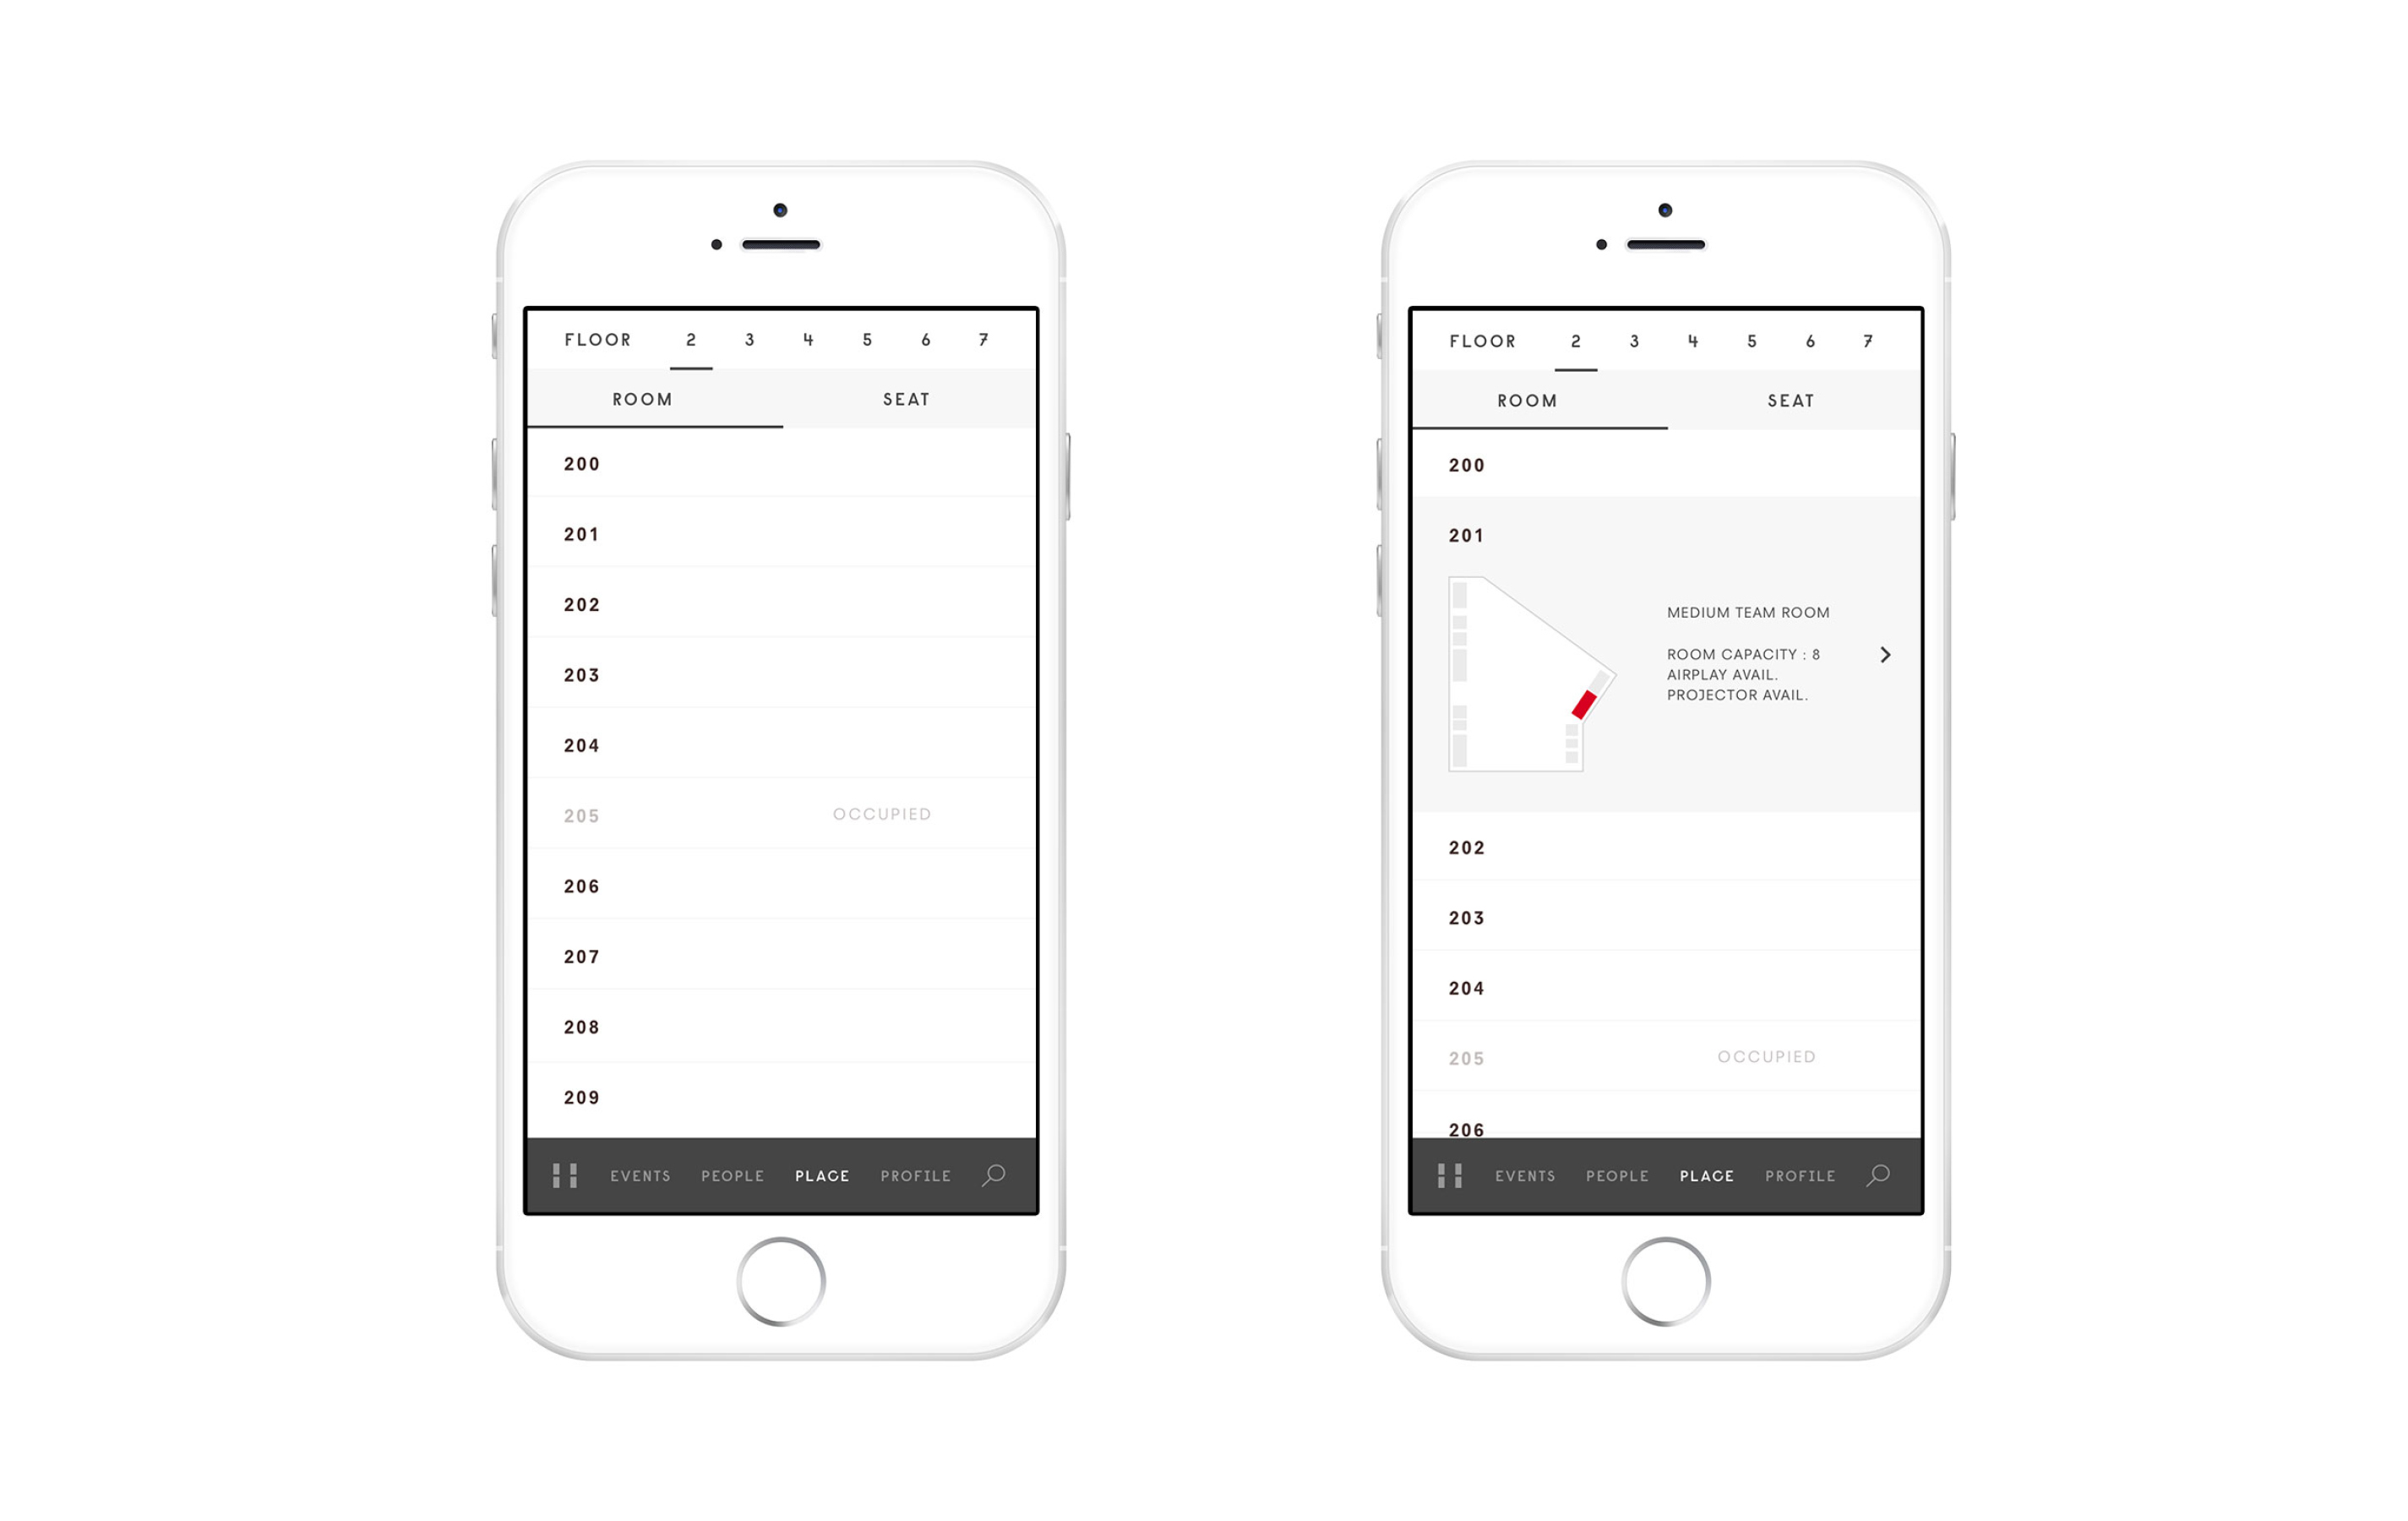 FLOOR 2 3 4 5 6 7
ROOM SEAT
200
201
202
203
204
205 OCCUPIED
206
207
208
209
EVENTS PEOPLE PLACE PROFILE
FLOOR 2 3 4 5 6 7
ROOM SEAT
200
201
MEDIUM TEAM ROOM
ROOM CAPACITY : 8
AIRPLAY AVAIL.
PROJECTOR AVAIL.
202
203
204
205 OCCUPIED
206
EVENTS PEOPLE PLACE PROFILE